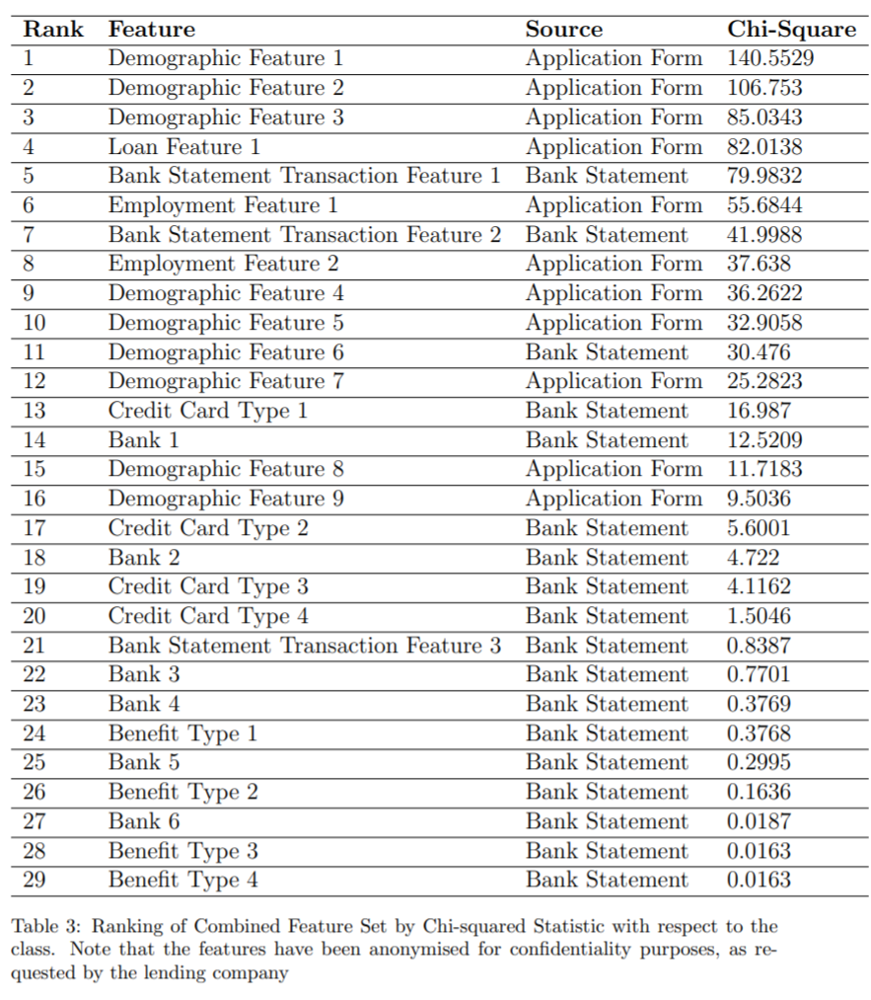 Rank Feature Source Chi-Square
1 Demographic Feature 1 Application Form 140.5529
2 Demographic Feature 2 Application Form 106.753
3 Demographic Feature 3 Application Form 85.0343
4 Loan Feature 1 Application Form 82.0138
5 Bank Statement Transaction Feature 1 Bank Statement 79.9832
6 Employment Feature 1 Application Form 55.6844
7 Bank Statement Transaction Feature 2 Bank Statement 41.9988
8 Employment Feature 2 Application Form 37.638
9 Demographic Feature 4 Application Form 36.2622
10 Demographic Feature 5 Application Form 32.9058
11 Demographic Feature 6 Bank Statement 30.476
12 Demographic Feature 7 Application Form 25.2823
13 Credit Card Type 1 Bank Statement 16.987
14 Bank 1 Bank Statement 12.5209
15 Demographic Feature 8 Application Form 11.7183
16 Demographic Feature 9 Application Form 9.5036
17 Credit Card Type 2 Bank Statement 5.6001
18 Bank 2 Bank Statement 4.722
19 Credit Card Type 3 Bank Statement 4.1162
20 Credit Card Type 4 Bank Statement 1.5046
21 Bank Statement Transaction Feature 3 Bank Statement 0.8387
22 Bank 3 Bank Statement 0.7701
23 Bank 4 Bank Statement 0.3769
24 Benefit Type 1 Bank Statement 0.3768
25 Bank 5 Bank Statement 0.2995
26 Benefit Type 2 Bank Statement 0.1636
27 Bank 6 Bank Statement 0.0187
28 Benefit Type 3 Bank Statement 0.0163
29 Benefit Type 4 Bank Statement 0.0163
Table 3: Ranking of Combined Feature Set by Chi-squared Statistic with respect to the
class. Note that the features have been anonymised for confidentiality purposes, as re-
quested by the lending company